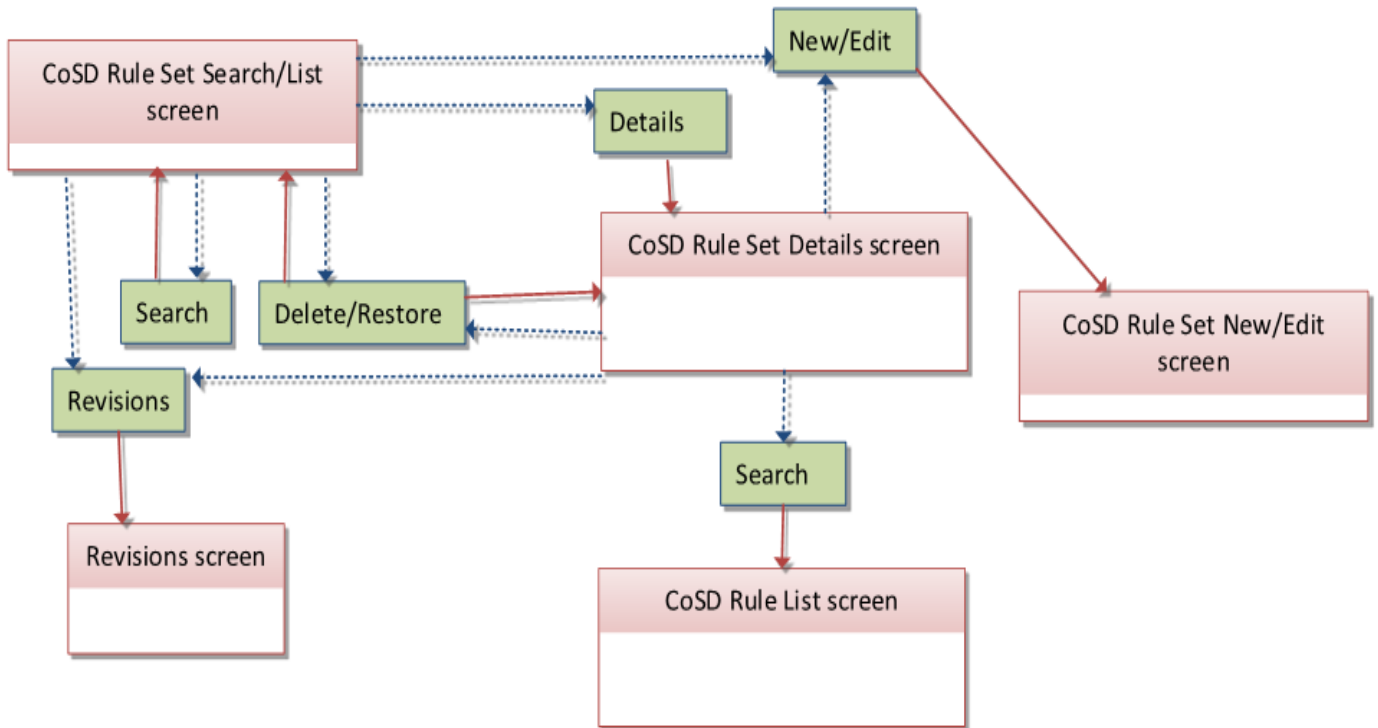 New/Edit
CoSD Rule Set Search/List
screen
Details
CoSD Rule Set Details screen
Search
Delete/Restore
CoSD Rule Set New/Edit
screen
Revisions
Search
Revisions screen
CoSD Rule List screen